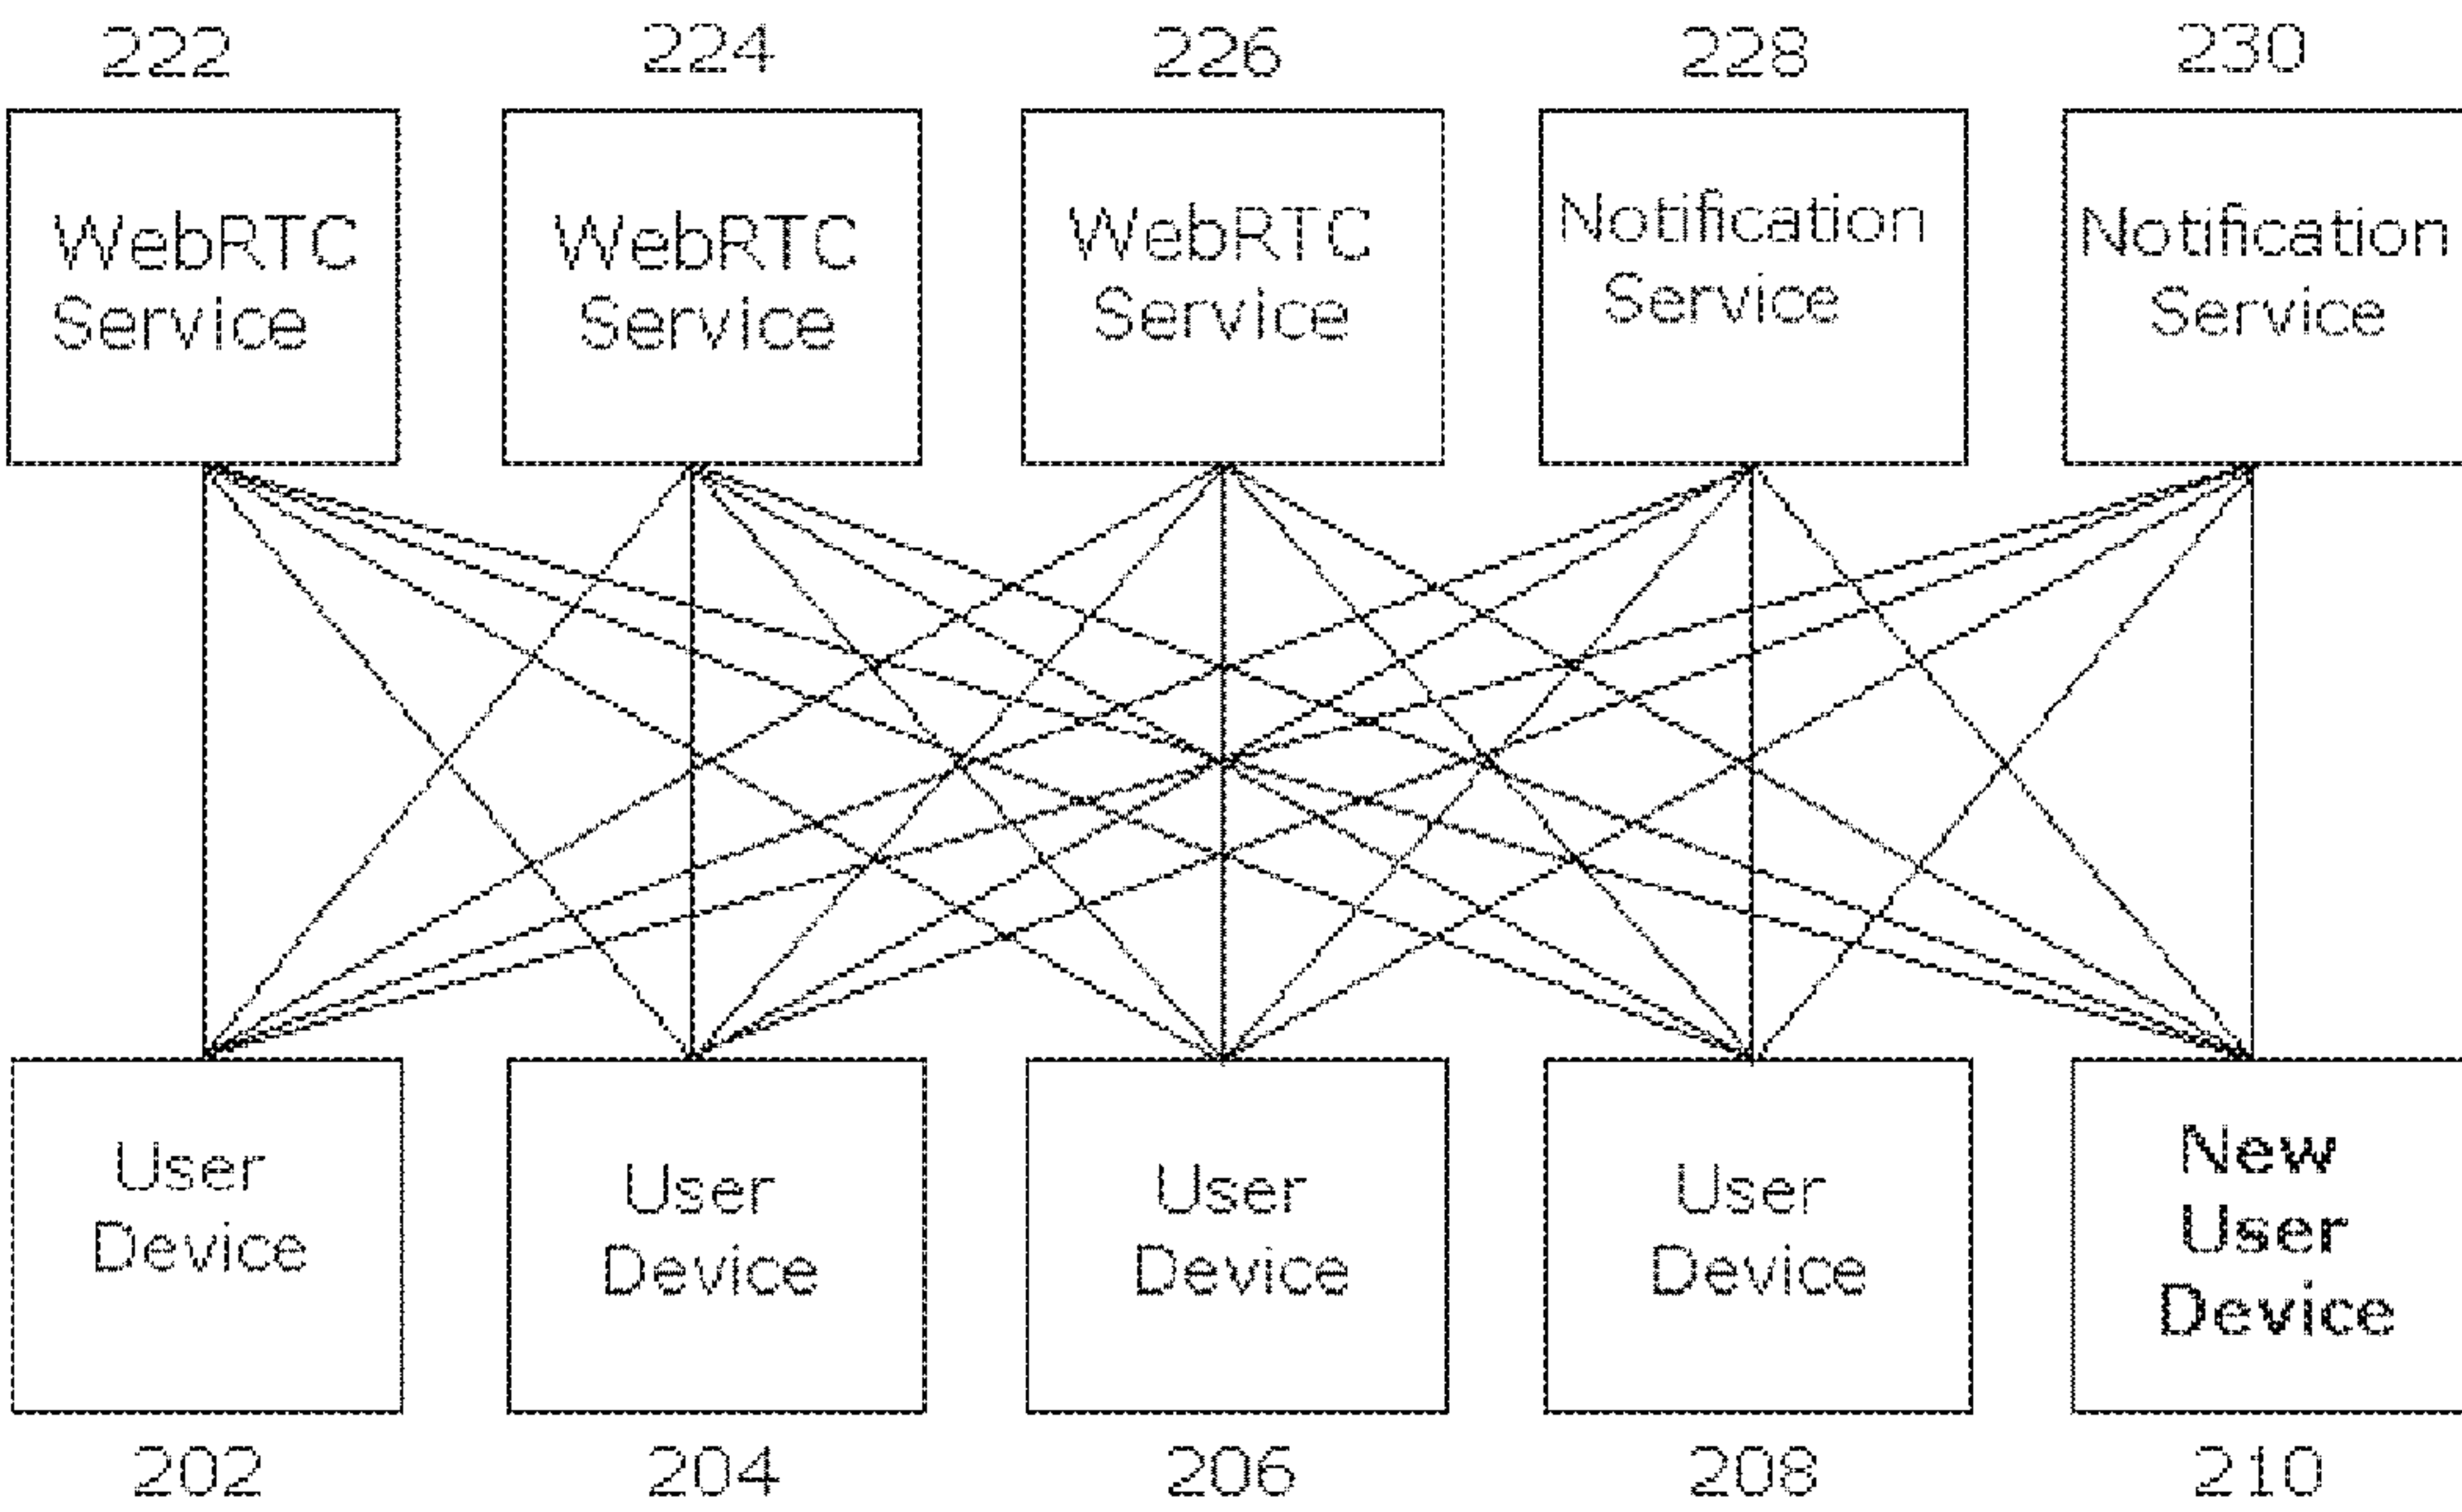 222 224 226 228 230
WebRTC
Service
WebRTC
Service
WebRTC
Service
Notification
Service
Notification
Service
User
Device
User
Device
User
Device
User
Device
New
User
Device
202 204 206 208 210